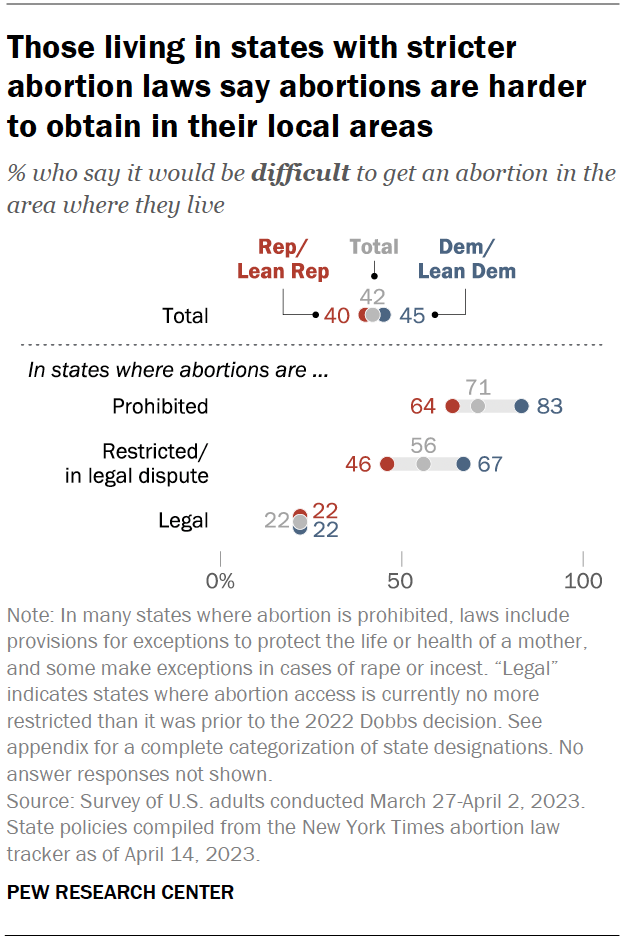 Those living in states with stricter
abortion laws say abortions are harder
to obtain in their local areas
% who say it would be difficult to get an abortion in the
area where they live
Rep/ Total Dem/
Lean Rep Lean Dem
42
Total 40 45
In states where abortions are ...
71
Prohibited 64 83
Restricted/ 56
in legal dispute 46 67
22
Legal 22
22
0% 50 100
Note: In many states where abortion is prohibited, laws include
provisions for exceptions to protect the life or health of a mother,
and some make exceptions in cases of rape or incest. “Legal”
indicates states where abortion access is currently no more
restricted than it was prior to the 2022 Dobbs decision. See
appendix for a complete categorization of state designations. No
answer responses not shown.
Source: Survey of U.S. adults conducted March 27-April 2, 2023.
State policies compiled from the New York Times abortion law
tracker as of April 14, 2023.
PEW RESEARCH CENTER